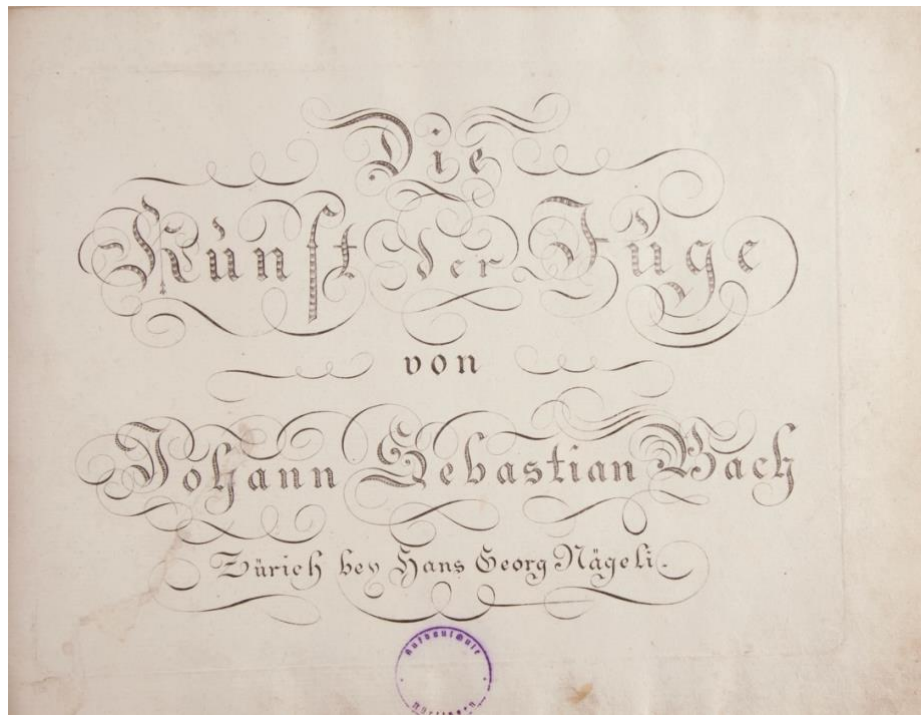 Die
Kunst der Fuge
von
Johann Sebastian Bach
Zürich bey Hans Georg Nägeli.